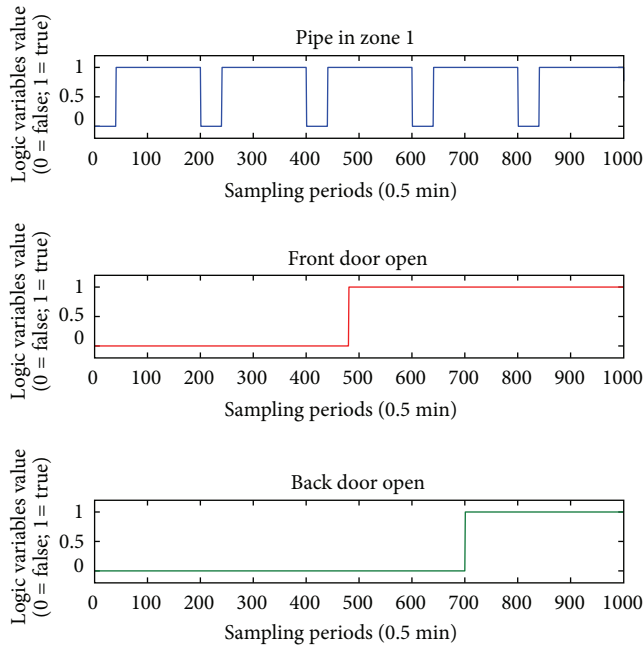 Pipe in zone 1
Logic variables value
(0 = false; 1 = true)
1
0.5
0
0 100 200 300 400 500 600 700 800 900 1000
Sampling periods (0.5 min)
Front door open
Logic variables value
(0 = false; 1 = true)
1
0.5
0
0 100 200 300 400 500 600 700 800 900 1000
Sampling periods (0.5 min)
Back door open
Logic variables value
(0 = false; 1 = true)
1
0.5
0
0 100 200 300 400 500 600 700 800 900 1000
Sampling periods (0.5 min)